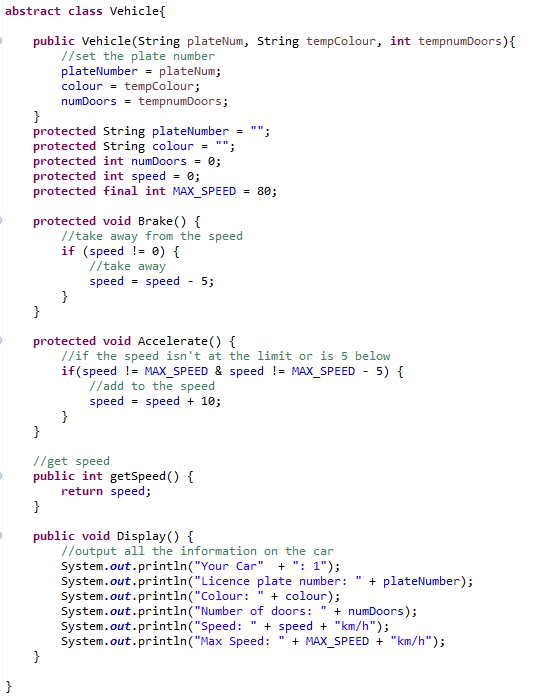 abstract class Vehicle{
public Vehicle(String plateNum, String tempColour, int tempnumDoors){
//set the plate number
plateNumber = plateNum;
colour = tempColour;
numDoors = tempnumDoors;
}
protected String plateNumber = "";
protected String colour = "";
protected int numDoors = 0;
protected int speed = 0;
protected final int MAX_SPEED = 80;
protected void Brake() {
//take away from the speed
if (speed != 0) {
//take away
speed = speed - 5;
}
}
protected void Accelerate() {
//if the speed isn't at the limit or is 5 below
if(speed != MAX_SPEED & speed != MAX_SPEED - 5) {
//add to the speed
speed = speed + 10;
}
}
//get speed
public int getSpeed() {
return speed;
}
public void Display() {
//output all the information on the car
System.out.println("Your Car"  + ": 1");
System.out.println("Licence plate number: " + plateNumber);
System.out.println("Colour: " + colour);
System.out.println("Number of doors: " + numDoors);
System.out.println("Speed: " + speed + "km/h");
System.out.println("Max Speed: " + MAX_SPEED + "km/h");
}
}